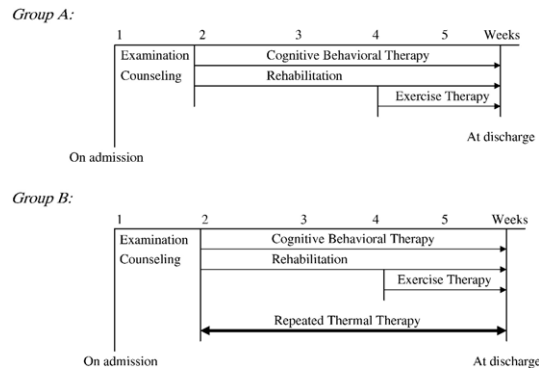 Group A:
1 2 3 4 5 Weeks
Examination Cognitive Behavioral Therapy
Counseling Rehabilitation
Exercise Therapy
At discharge
On admission
Group B:
1 2 3 4 5 Weeks
Examination Cognitive Behavioral Therapy
Counseling Rehabilitation
Exercise Therapy
Repeated Thermal Therapy
On admission At discharge